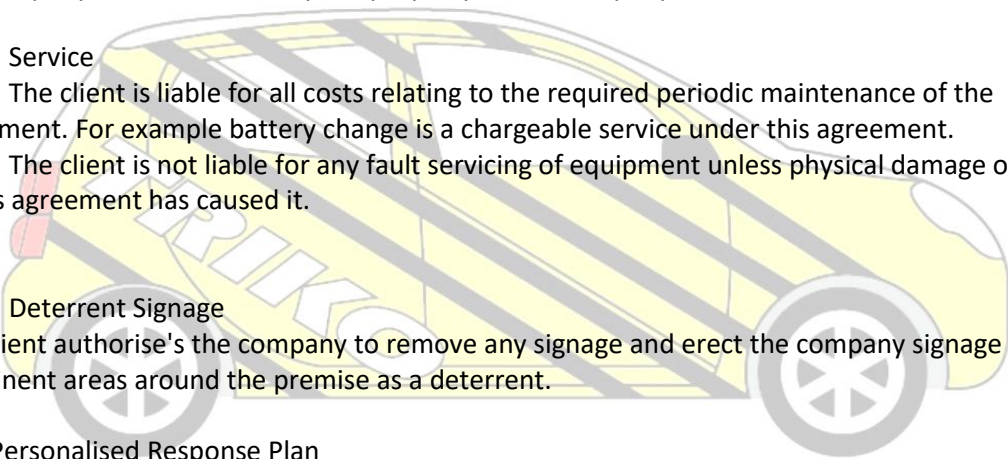 Service
The client is liable for all costs relating to the required periodic maintenance of the
ment. For example battery change is a chargeable service under this agreement.
The client is not liable for any fault servicing of equipment unless physical damage o
s agreement has caused it.
TRIKO
Deterrent Signage
ient authorise's the company to remove any signage and erect the company signage
nent areas around the premise as a deterrent.
Personalised Response Plan